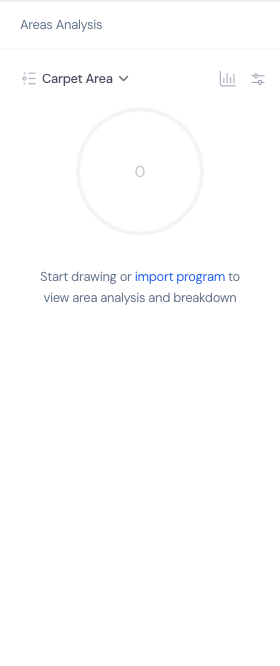 Areas Analysis
Carpet Area
0
Start drawing or import program to
view area analysis and breakdown